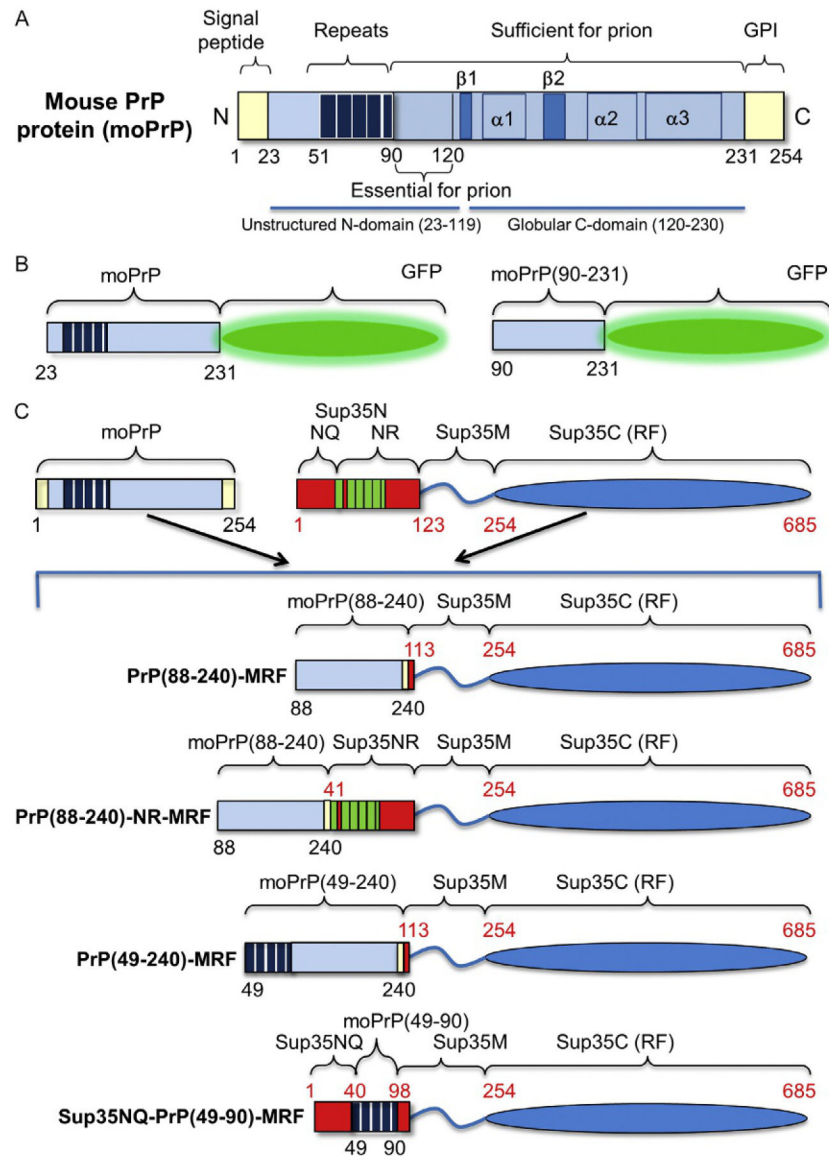 A
Signal peptide
Repeats
Sufficient for prion
GPI
β1
β2
Mouse PrP protein (moPrP)
N
α1
α2
α3
C
1 23 51 90 120 231 254
Essential for prion
Unstructured N-domain (23-119)
Globular C-domain (120-230)
B
moPrP
GFP
moPrP(90-231)
GFP
23 231
90 231
C
moPrP
Sup35N
NQ NR
Sup35M
Sup35C (RF)
1 254
1 123 254 685
moPrP(88-240) Sup35M Sup35C (RF)
113 254 685
PrP(88-240)-MRF
88 240
moPrP(88-240) Sup35NR Sup35M Sup35C (RF)
41 254 685
PrP(88-240)-NR-MRF
88 240
moPrP(49-240) Sup35M Sup35C (RF)
113 254 685
PrP(49-240)-MRF
49 240
moPrP(49-90)
Sup35NQ Sup35M Sup35C (RF)
1 40 98 254 685
Sup35NQ-PrP(49-90)-MRF
49 90